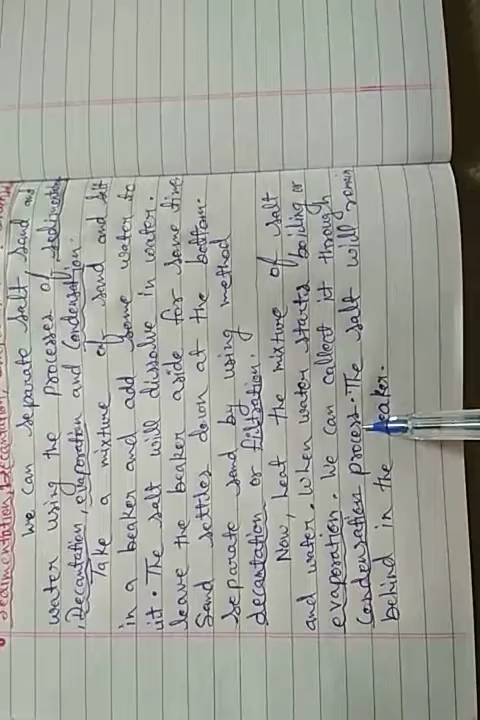 Sedimentation, Decantation,
We can separate salt, sand and
water using the processes of sedimentation
, Decantation, evaporation and Condensation.
Take a mixture of sand and salt
in a beaker and add some water to
it. The salt will dissolve in water.
leave the beaker aside for some time
Sand settles down at the bottom.
separate sand by using method
decantation or filtration.
Now, heat the mixture of salt
and water. When water starts boiling or
evaporation. We can collect it through
Condensation process. The salt will remain
behind in the beaker.